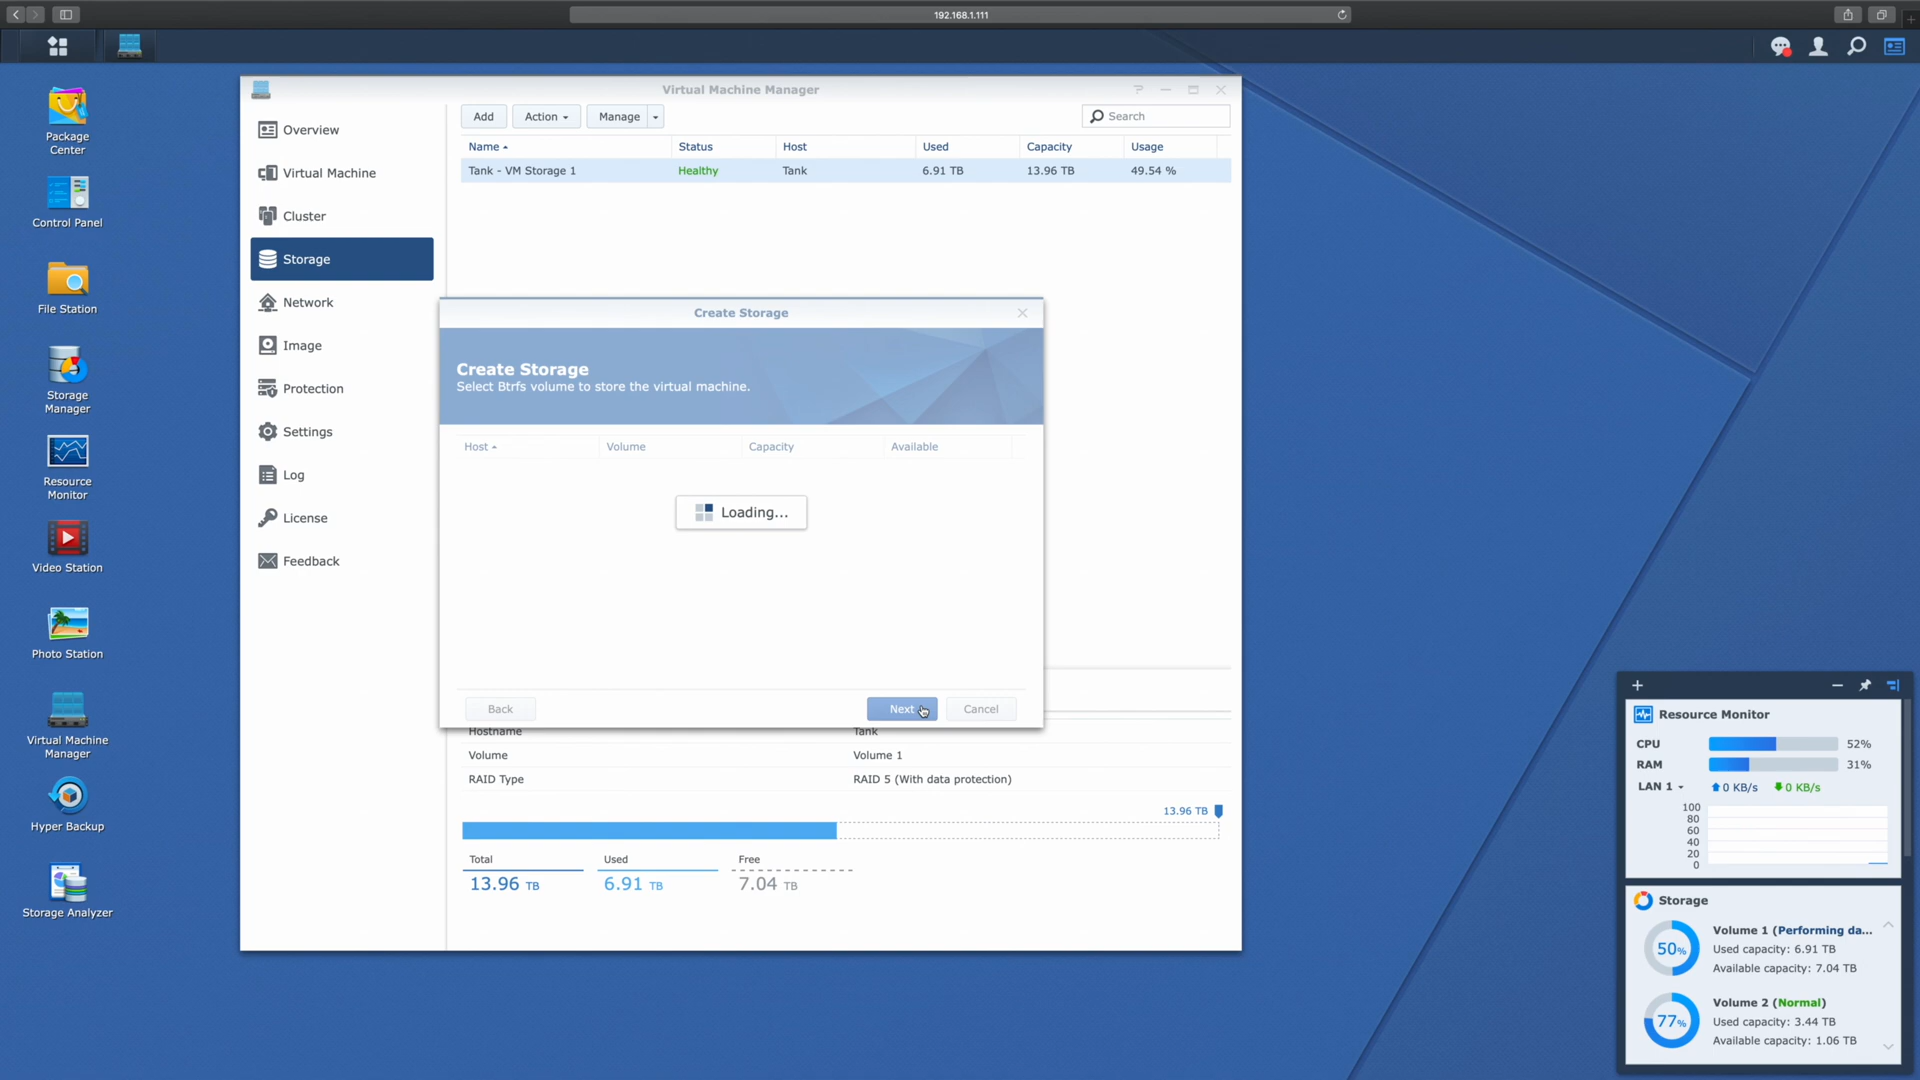 192.168.1.111
Package
Center
Control Panel
File Station
Storage
Manager
Resource
Monitor
Video Station
Photo Station
Virtual Machine
Manager
Hyper Backup
Storage Analyzer
Virtual Machine Manager
Overview
Virtual Machine
Cluster
Storage
Network
Image
Protection
Settings
Log
License
Feedback
Add Action Manage Search
Name Status Host Used Capacity Usage
Tank - VM Storage 1 Healthy Tank 6.91 TB 13.96 TB 49.54 %
Create Storage
Create Storage
Select Btrfs volume to store the virtual machine.
Host Volume Capacity Available
Loading...
Back Next Cancel
Hostname Tank
Volume Volume 1
RAID Type RAID 5 (With data protection)
13.96 TB
Total Used Free
13.96 TB 6.91 TB 7.04 TB
Resource Monitor
CPU 52%
RAM 31%
LAN 1 0 KB/s 0 KB/s
100
80
60
40
20
0
Storage
50%
Volume 1 (Performing da...
Used capacity: 6.91 TB
Available capacity: 7.04 TB
77%
Volume 2 (Normal)
Used capacity: 3.44 TB
Available capacity: 1.06 TB